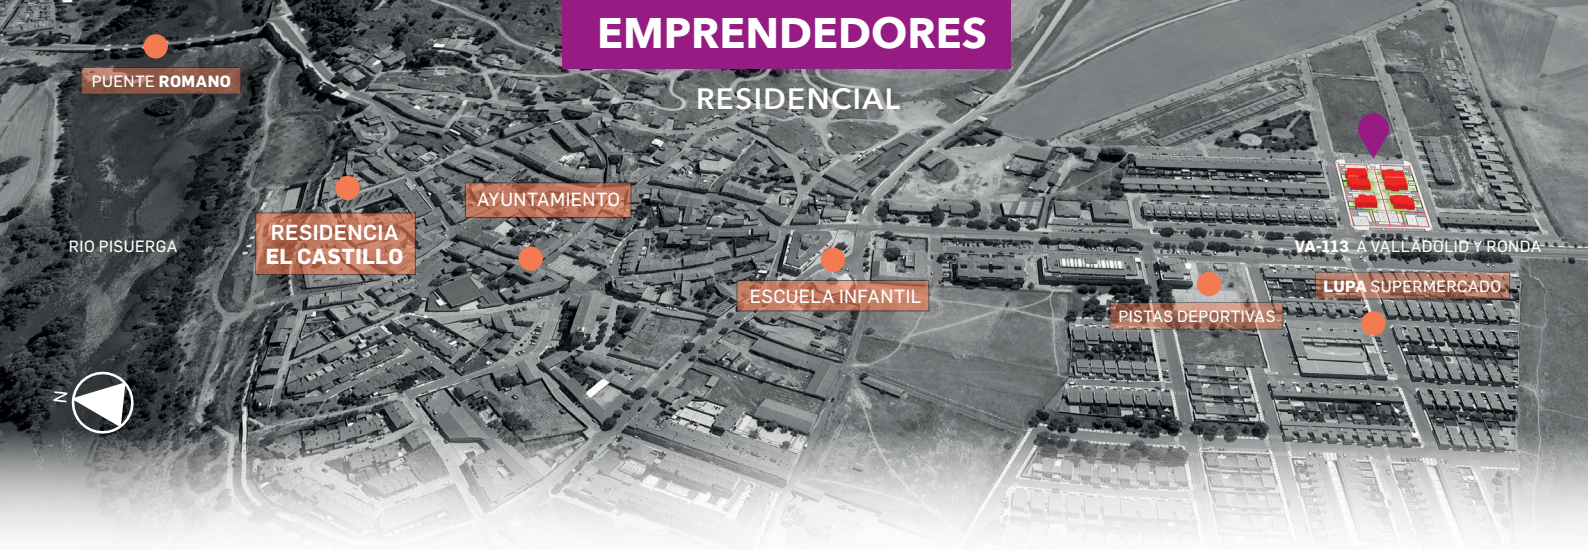 EMPRENDEDORES
RESIDENCIAL
PUENTE ROMANO
AYUNTAMIENTO
RESIDENCIA
EL CASTILLO
RIO PISUERGA
ESCUELA INFANTIL
VA-113 A VALLADOLID Y RONDA
LUPA SUPERMERCADO
PISTAS DEPORTIVAS
N